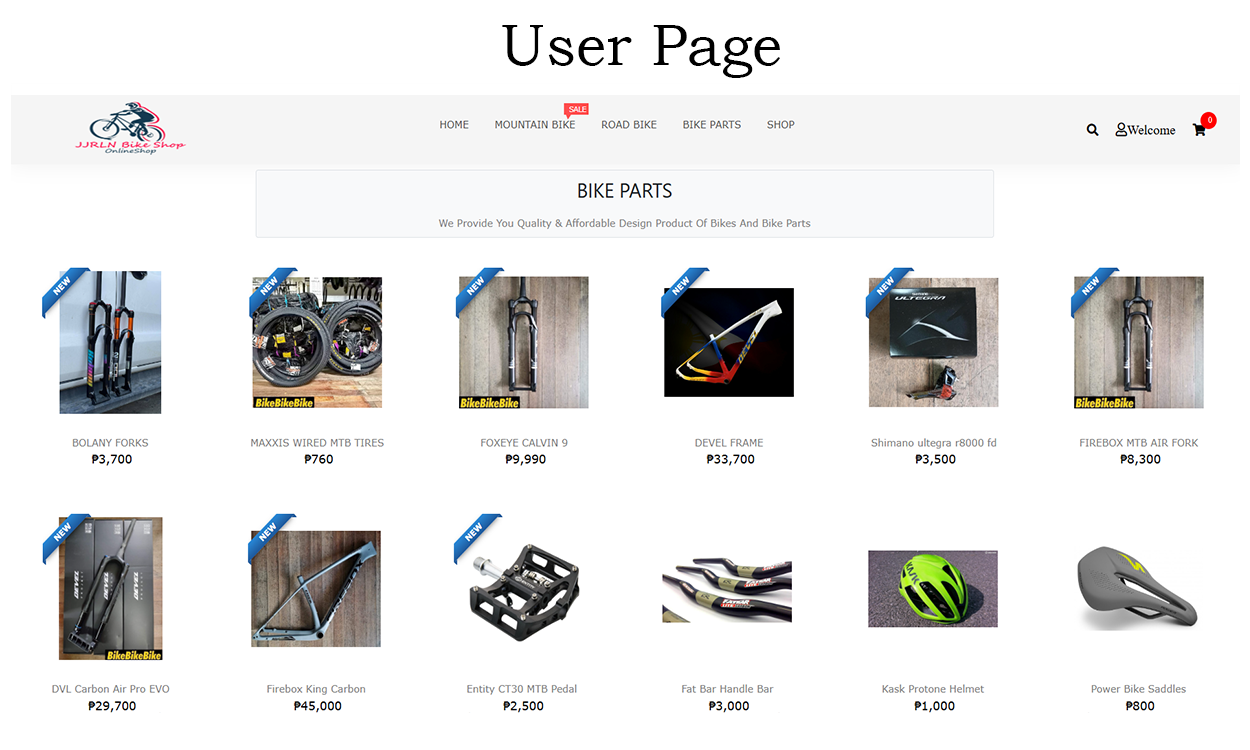 User Page
JJRLN Bike Shop
OnlineShop
HOME
MOUNTAIN BIKE
SALE
ROAD BIKE
BIKE PARTS
SHOP
Welcome
0
BIKE PARTS
We Provide You Quality & Affordable Design Product Of Bikes And Bike Parts
NEW
NEW
BikeBikeBike
NEW
BikeBikeBike
NEW
NEW
ULTEGRA
NEW
BikeBikeBike
BOLANY FORKS
MAXXIS WIRED MTB TIRES
FOXEYE CALVIN 9
DEVEL FRAME
Shimano ultegra r8000 fd
FIREBOX MTB AIR FORK
₱3,700
₱760
₱9,990
₱33,700
₱3,500
₱8,300
NEW
BikeBikeBike
NEW
NEW
FATBAR
KASK
DVL Carbon Air Pro EVO
Firebox King Carbon
Entity CT30 MTB Pedal
Fat Bar Handle Bar
Kask Protone Helmet
Power Bike Saddles
₱29,700
₱45,000
₱2,500
₱3,000
₱1,000
₱800